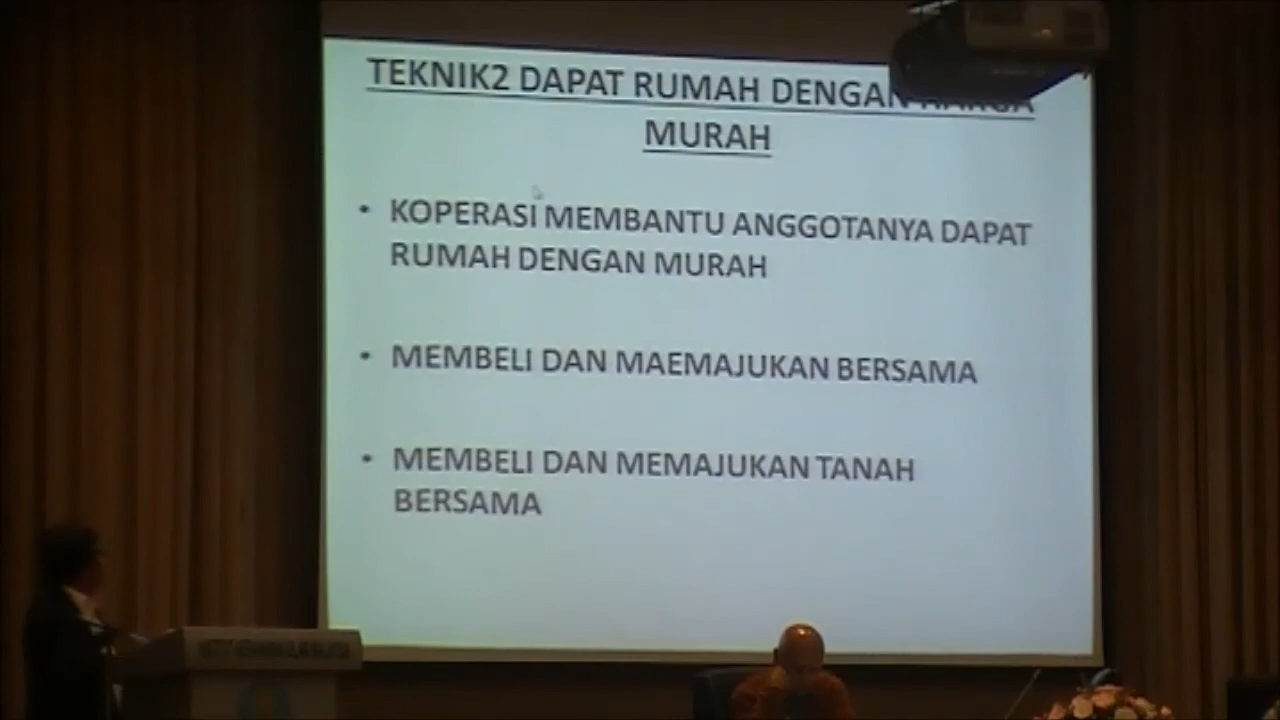 TEKNIK2 DAPAT RUMAH DENGAN HARGA
MURAH
• KOPERASI MEMBANTU ANGGOTANYA DAPAT
RUMAH DENGAN MURAH
• MEMBELI DAN MAEMAJUKAN BERSAMA
• MEMBELI DAN MEMAJUKAN TANAH
BERSAMA